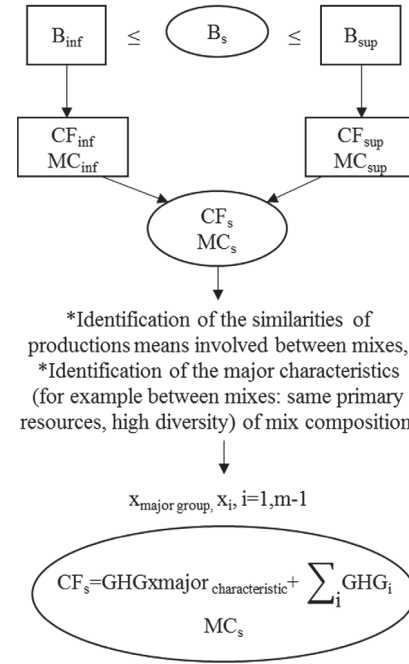 B_inf ≤ B_s ≤ B_sup
CF_inf CF_sup
MC_inf MC_sup
CF_s
MC_s
*Identification of the similarities of
productions means involved between mixes,
*Identification of the major characteristics
(for example between mixes: same primary
resources, high diversity) of mix composition
x_major group, x_i, i=1,m-1
CF_s=GHGxmajor_characteristic+ ∑_i GHG_i
MC_s